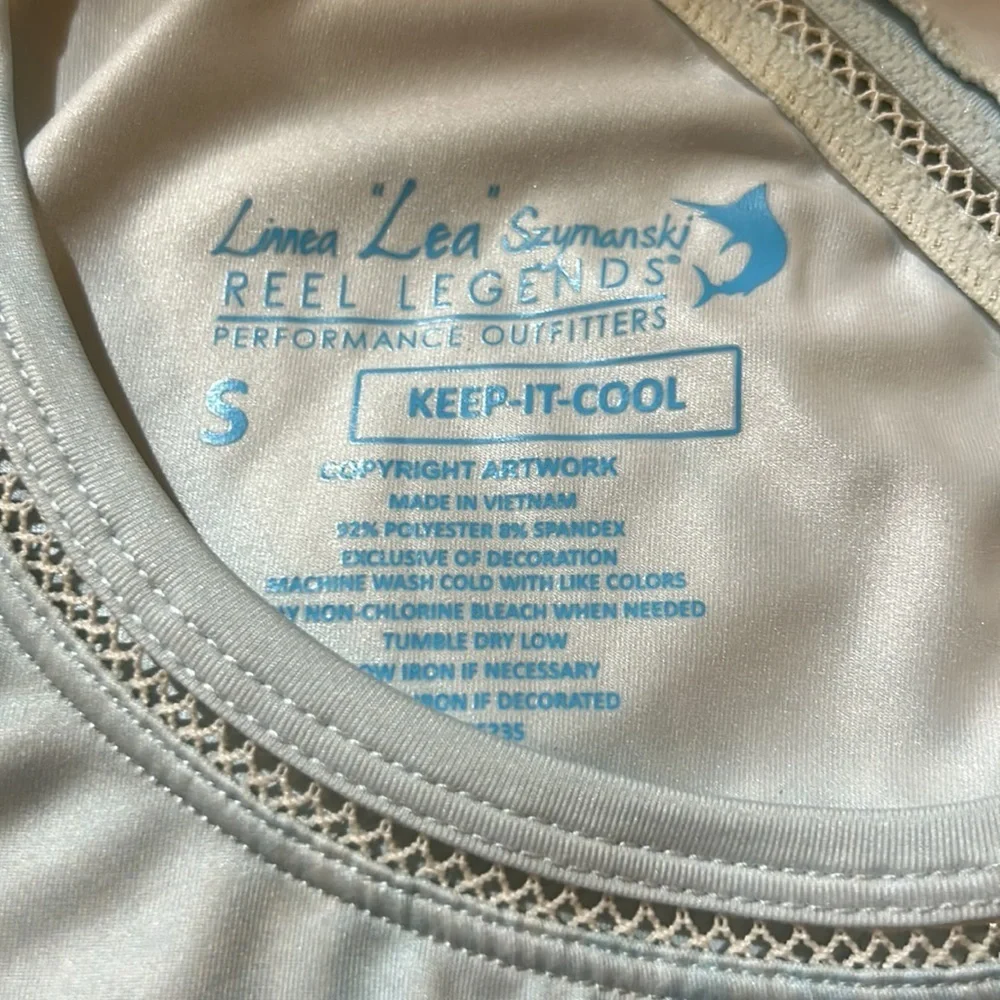 Linnea "Lea" Szymanski
REEL LEGENDS®
PERFORMANCE OUTFITTERS
S
KEEP-IT-COOL
COPYRIGHT ARTWORK
MADE IN VIETNAM
92% POLYESTER 8% SPANDEX
EXCLUSIVE OF DECORATION
MACHINE WASH COLD WITH LIKE COLORS
NON-CHLORINE BLEACH WHEN NEEDED
TUMBLE DRY LOW
IRON IF NECESSARY
IF DECORATED